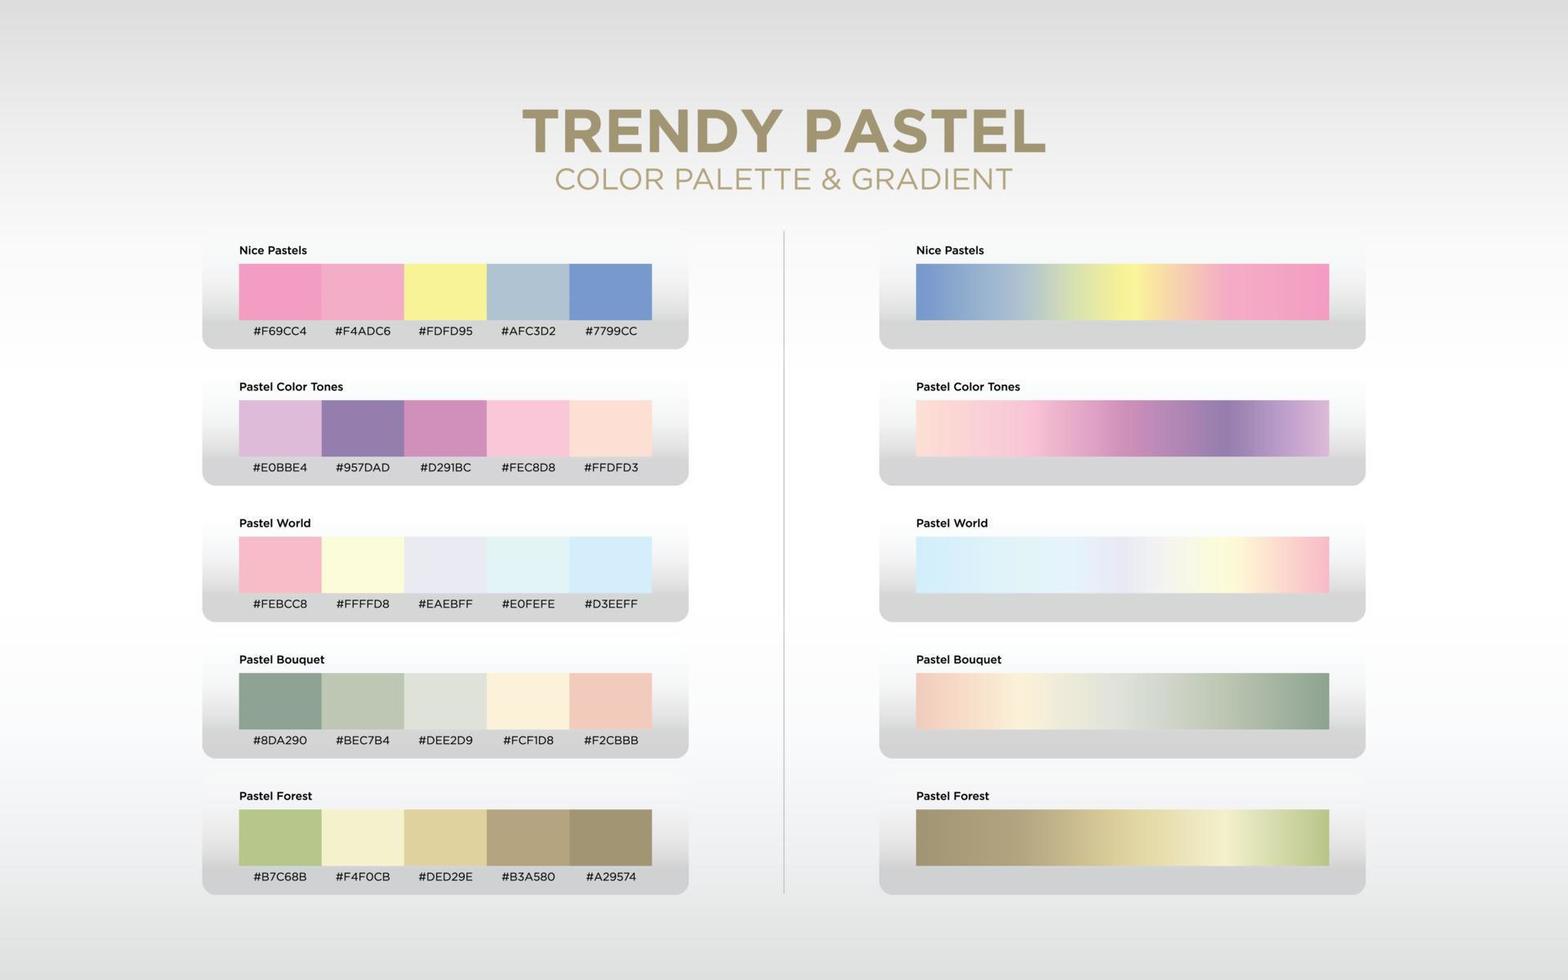 TRENDY PASTEL
COLOR PALETTE & GRADIENT
Nice Pastels
#F69CC4 #F4ADC6 #FDFD95 #AFC3D2 #7799CC
Pastel Color Tones
#E0BBE4 #957DAD #D291BC #FEC8D8 #FFDFD3
Pastel World
#FEBCC8 #FFFFD8 #EAEBFF #E0FEFE #D3EEFF
Pastel Bouquet
#8DA290 #BEC7B4 #DEE2D9 #FCF1D8 #F2CBBB
Pastel Forest
#B7C68B #F4F0CB #DED29E #B3A580 #A29574
Nice Pastels
Pastel Color Tones
Pastel World
Pastel Bouquet
Pastel Forest